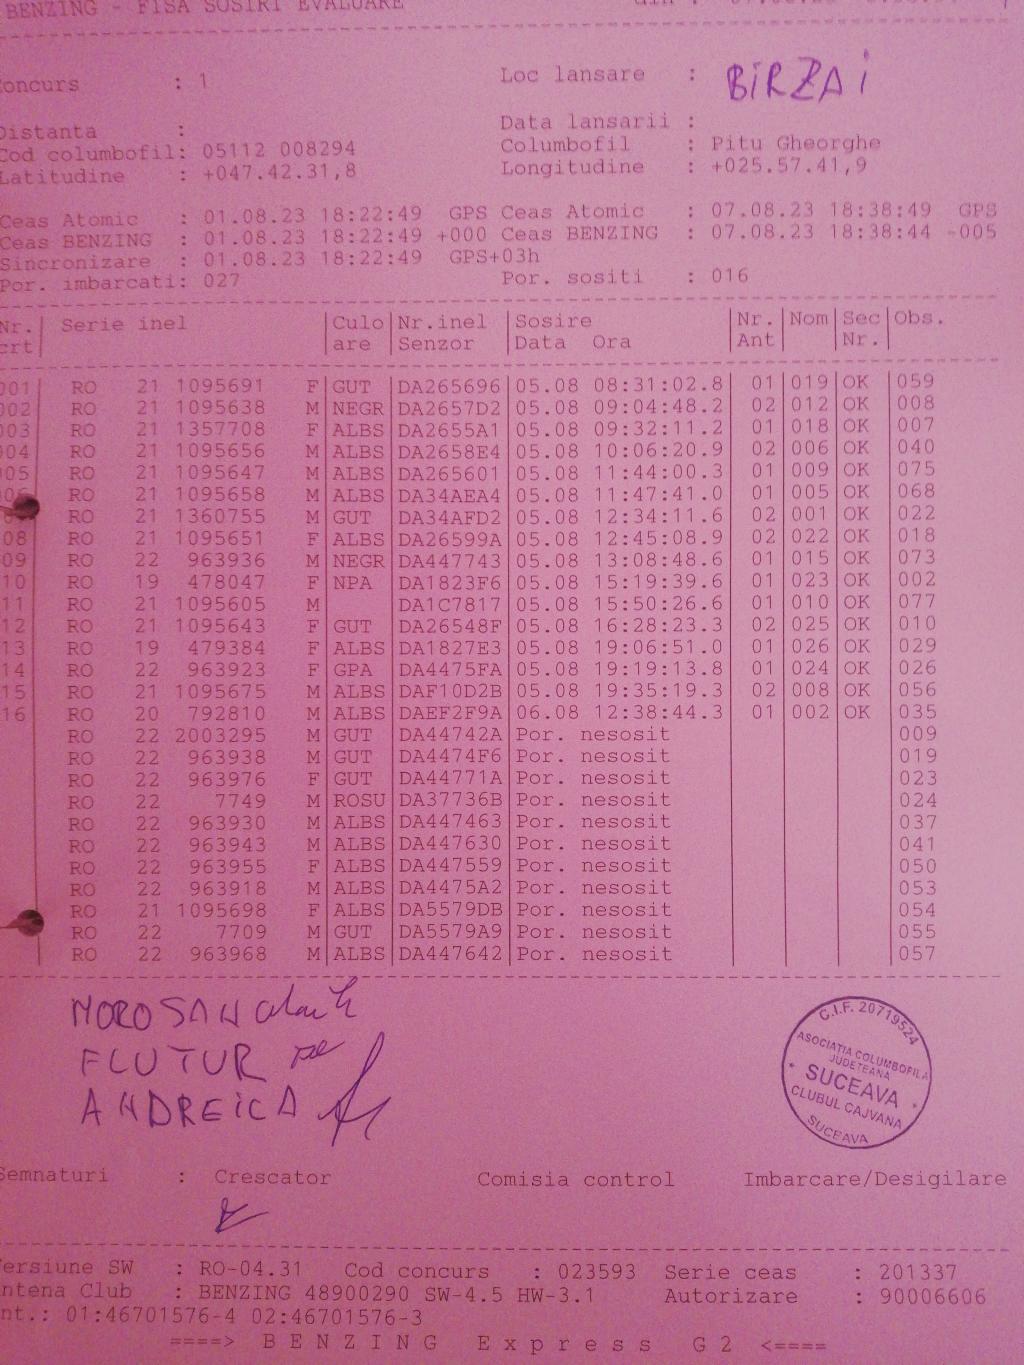 BENZING - FISA SOSIRI EVALUARE din :
oncurs : 1 Loc lansare : BIRZAI
Distanta : Data lansarii :
Cod columbofil: 05112 008294 Columbofil : Pitu Gheorghe
Latitudine : +047.42.31,8 Longitudine : +025.57.41,9
Ceas Atomic : 01.08.23 18:22:49 GPS Ceas Atomic : 07.08.23 18:38:49 GPS
Ceas BENZING : 01.08.23 18:22:49 +000 Ceas BENZING : 07.08.23 18:38:44 -005
Sincronizare : 01.08.23 18:22:49 GPS+03h
Por. imbarcati: 027 Por. sositi : 016
Nr. Serie inel Culo Nr.inel Sosire Nr. Nom Sec Obs.
crt are Senzor Data Ora Ant Nr.
001 RO 21 1095691 F GUT DA265696 05.08 08:31:02.8 01 019 OK 059
002 RO 21 1095638 M NEGR DA2657D2 05.08 09:04:48.2 02 012 OK 008
003 RO 21 1357708 F ALBS DA2655A1 05.08 09:32:11.2 01 018 OK 007
004 RO 21 1095656 M ALBS DA2658E4 05.08 10:06:20.9 02 006 OK 040
005 RO 21 1095647 M ALBS DA265601 05.08 11:44:00.3 01 009 OK 075
006 RO 21 1095658 M ALBS DA34AEA4 05.08 11:47:41.0 01 005 OK 068
RO 21 1360755 M GUT DA34AFD2 05.08 12:34:11.6 02 001 OK 022
08 RO 21 1095651 F ALBS DA26599A 05.08 12:45:08.9 02 022 OK 018
09 RO 22 963936 M NEGR DA447743 05.08 13:08:48.6 01 015 OK 073
10 RO 19 478047 F NPA DA1823F6 05.08 15:19:39.6 01 023 OK 002
11 RO 21 1095605 M DA1C7817 05.08 15:50:26.6 01 010 OK 077
12 RO 21 1095643 F GUT DA26548F 05.08 16:28:23.3 02 025 OK 010
13 RO 19 479384 F ALBS DA1827E3 05.08 19:06:51.0 01 026 OK 029
14 RO 22 963923 F GPA DA4475FA 05.08 19:19:13.8 01 024 OK 026
15 RO 21 1095675 M ALBS DAF10D2B 05.08 19:35:19.3 02 008 OK 056
16 RO 20 792810 M ALBS DAEF2F9A 06.08 12:38:44.3 01 002 OK 035
RO 22 2003295 M GUT DA44742A Por. nesosit 009
RO 22 963938 M GUT DA4474F6 Por. nesosit 019
RO 22 963976 F GUT DA44771A Por. nesosit 023
RO 22 7749 M ROSU DA37736B Por. nesosit 024
RO 22 963930 M ALBS DA447463 Por. nesosit 037
RO 22 963943 M ALBS DA447630 Por. nesosit 041
RO 22 963955 F ALBS DA447559 Por. nesosit 050
RO 22 963918 M ALBS DA4475A2 Por. nesosit 053
RO 21 1095698 F ALBS DA5579DB Por. nesosit 054
RO 22 7709 M GUT DA5579A9 Por. nesosit 055
RO 22 963968 M ALBS DA447642 Por. nesosit 057
MOROSAN
FLUTUR
ANDREICA
C.I.F. 20719524
ASOCIATIA COLUMBOFILA
JUDETEANA
SUCEAVA
CLUBUL CAJVANA
SUCEAVA
Semnaturi : Crescator Comisia control Imbarcare/Desigilare
ersiune SW : RO-04.31 Cod concurs : 023593 Serie ceas : 201337
ntena Club : BENZING 48900290 SW-4.5 HW-3.1 Autorizare : 90006606
nt.: 01:46701576-4 02:46701576-3
====> BENZING Express G2 <====